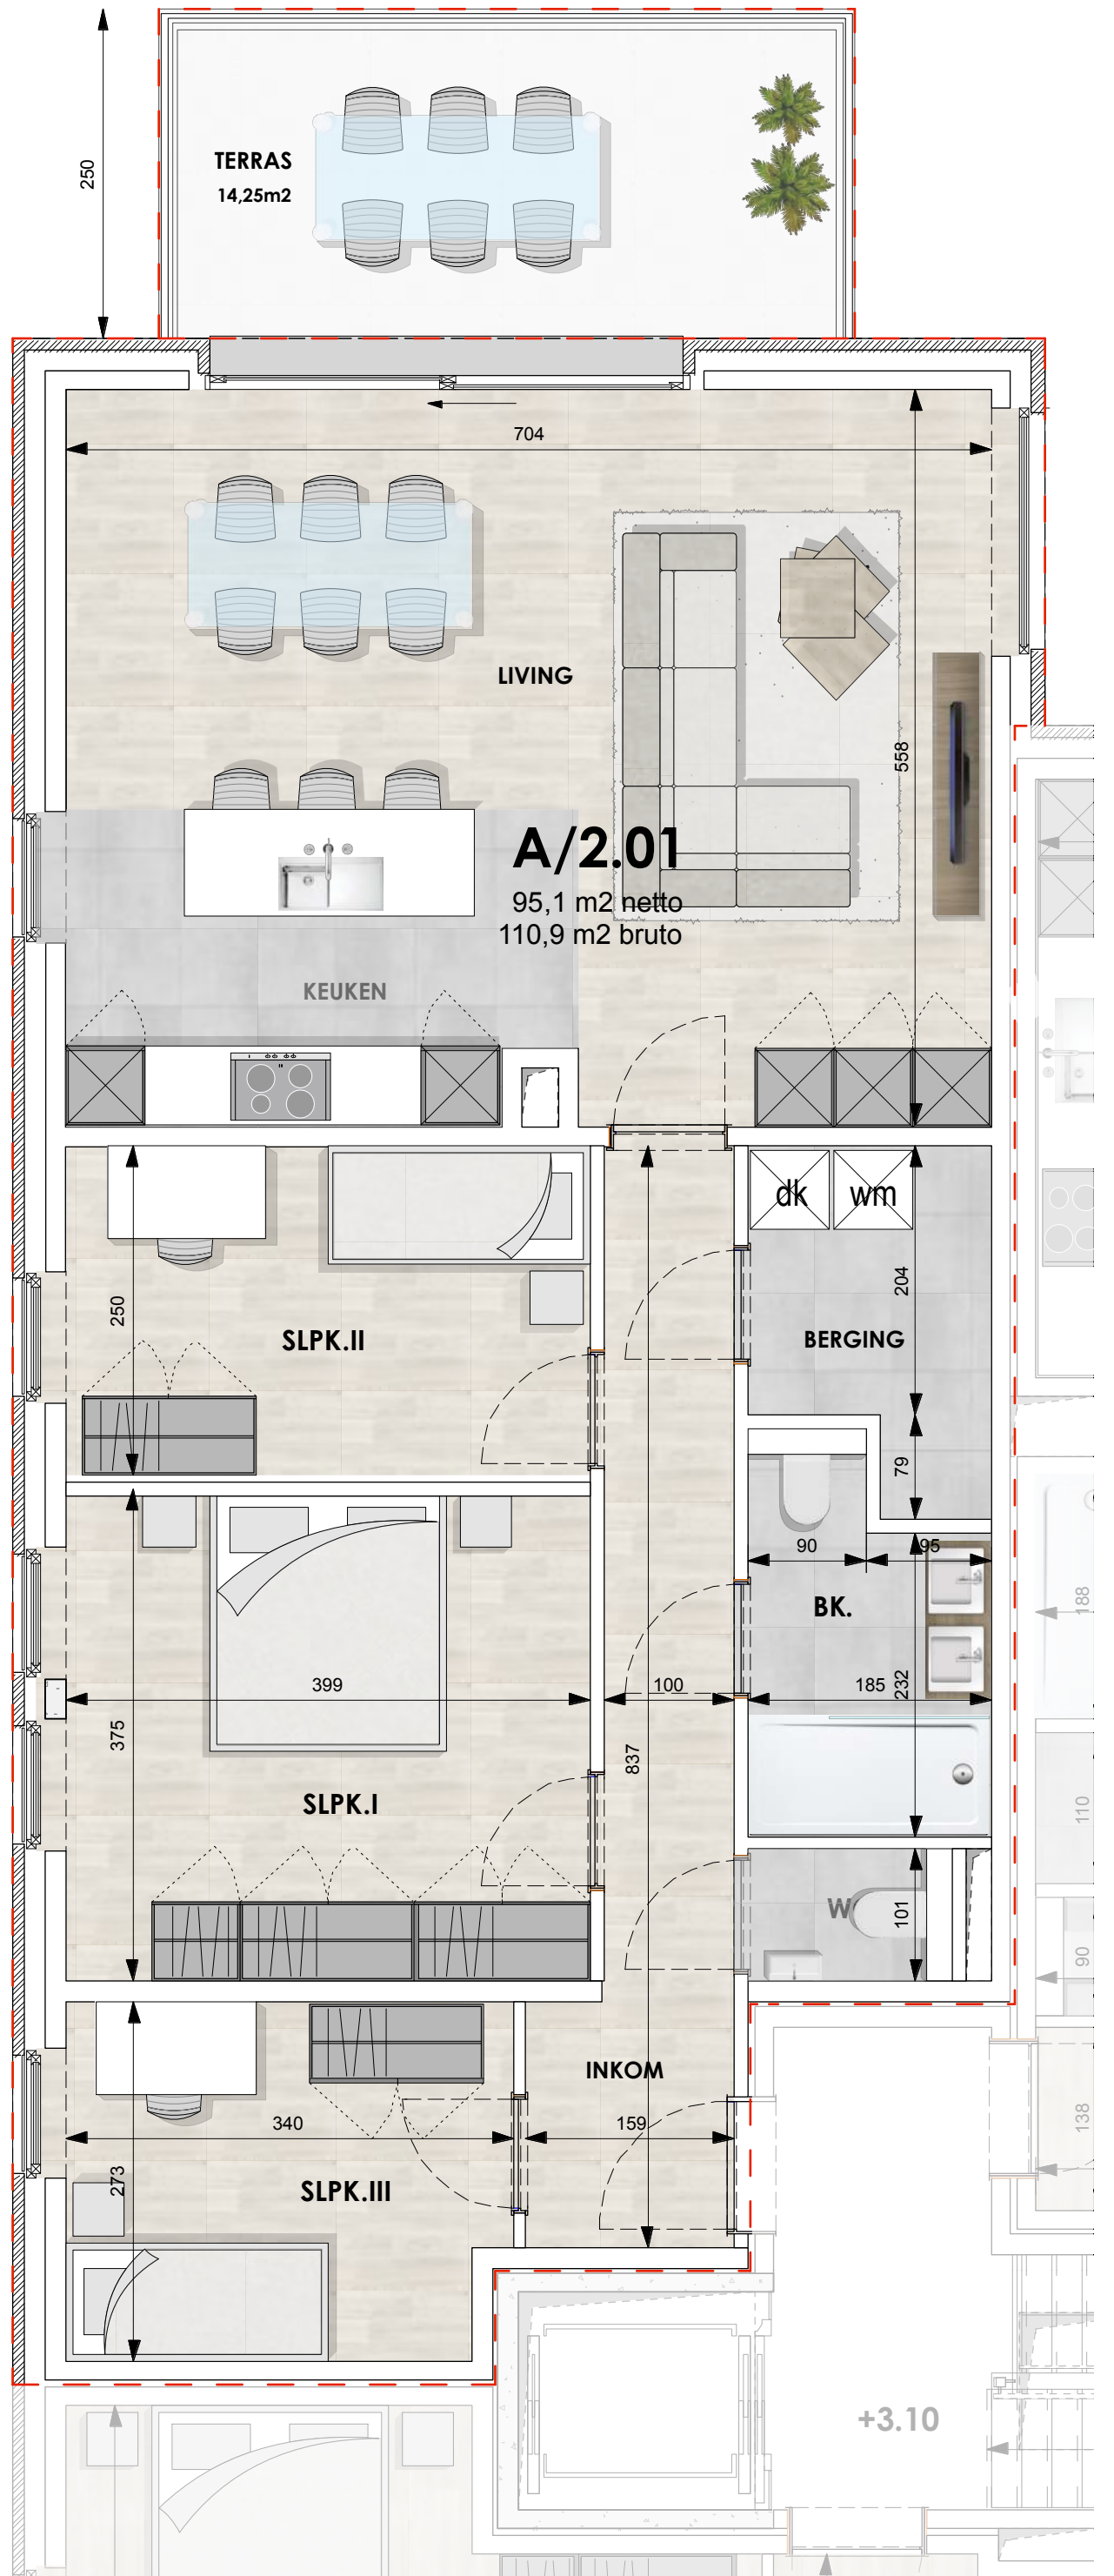 250
TERRAS
14,25m2
704
LIVING
558
A/2.01
95,1 m2 netto
110,9 m2 bruto
KEUKEN
dk
wm
250
SLPK.II
204
BERGING
79
90
95
BK.
188
399
100
185
232
375
837
SLPK.I
110
W
101
90
INKOM
340
159
138
273
SLPK.III
+3.10